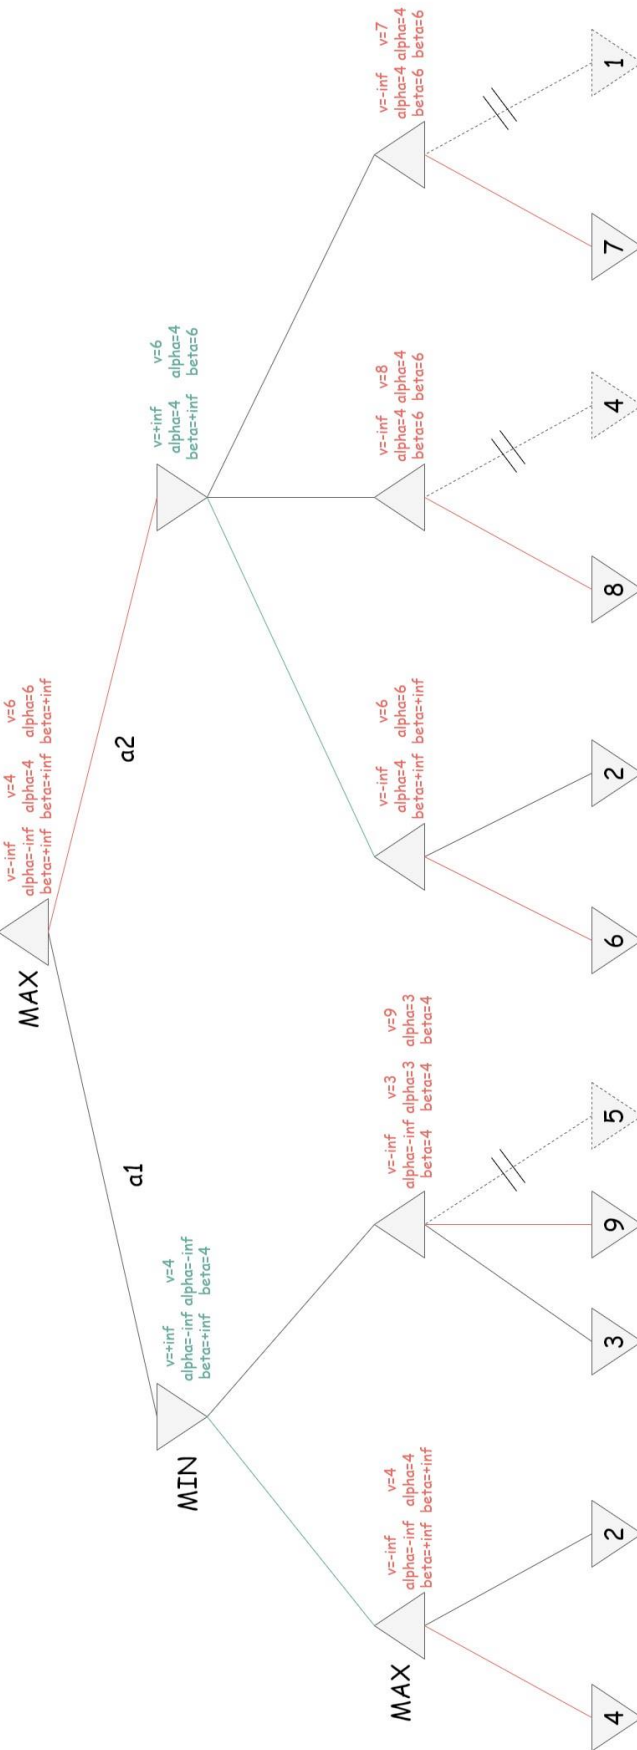 v=-inf v=4 v=6
alpha=-inf alpha=4 alpha=6
beta=+inf beta=+inf beta=+inf
MAX
a1
a2
v=+inf v=4
alpha=-inf alpha=-inf
beta=+inf beta=4
v=+inf v=6
alpha=4 alpha=4
beta=+inf beta=6
MIN
v=-inf v=4
alpha=-inf alpha=4
beta=+inf beta=+inf
v=-inf v=3 v=9
alpha=-inf alpha=3 alpha=3
beta=4 beta=4 beta=4
v=-inf v=6
alpha=4 alpha=6
beta=+inf beta=+inf
v=-inf v=8
alpha=4 alpha=4
beta=6 beta=6
v=-inf v=7
alpha=4 alpha=4
beta=6 beta=6
MAX
4 2 3 9 5 6 2 8 4 7 1